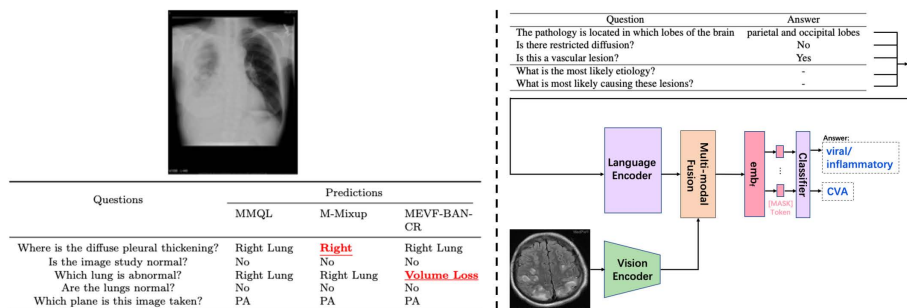 Questions Predictions
MMQL M-Mixup MEVF-BAN-
CR
Where is the diffuse pleural thickening? Right Lung Right Right Lung
Is the image study normal? No No No
Which lung is abnormal? Right Lung Right Lung Volume Loss
Are the lungs normal? No No No
Which plane is this image taken? PA PA PA
Question Answer
The pathology is located in which lobes of the brain parietal and occipital lobes
Is there restricted diffusion? No
Is this a vascular lesion? Yes
What is the most likely etiology? -
What is most likely causing these lesions? -
Language
Encoder
Multi-modal
Fusion
emb_f
[MASK]
Token
Classifier
Answer:
viral/
inflammatory
CVA
Vision
Encoder